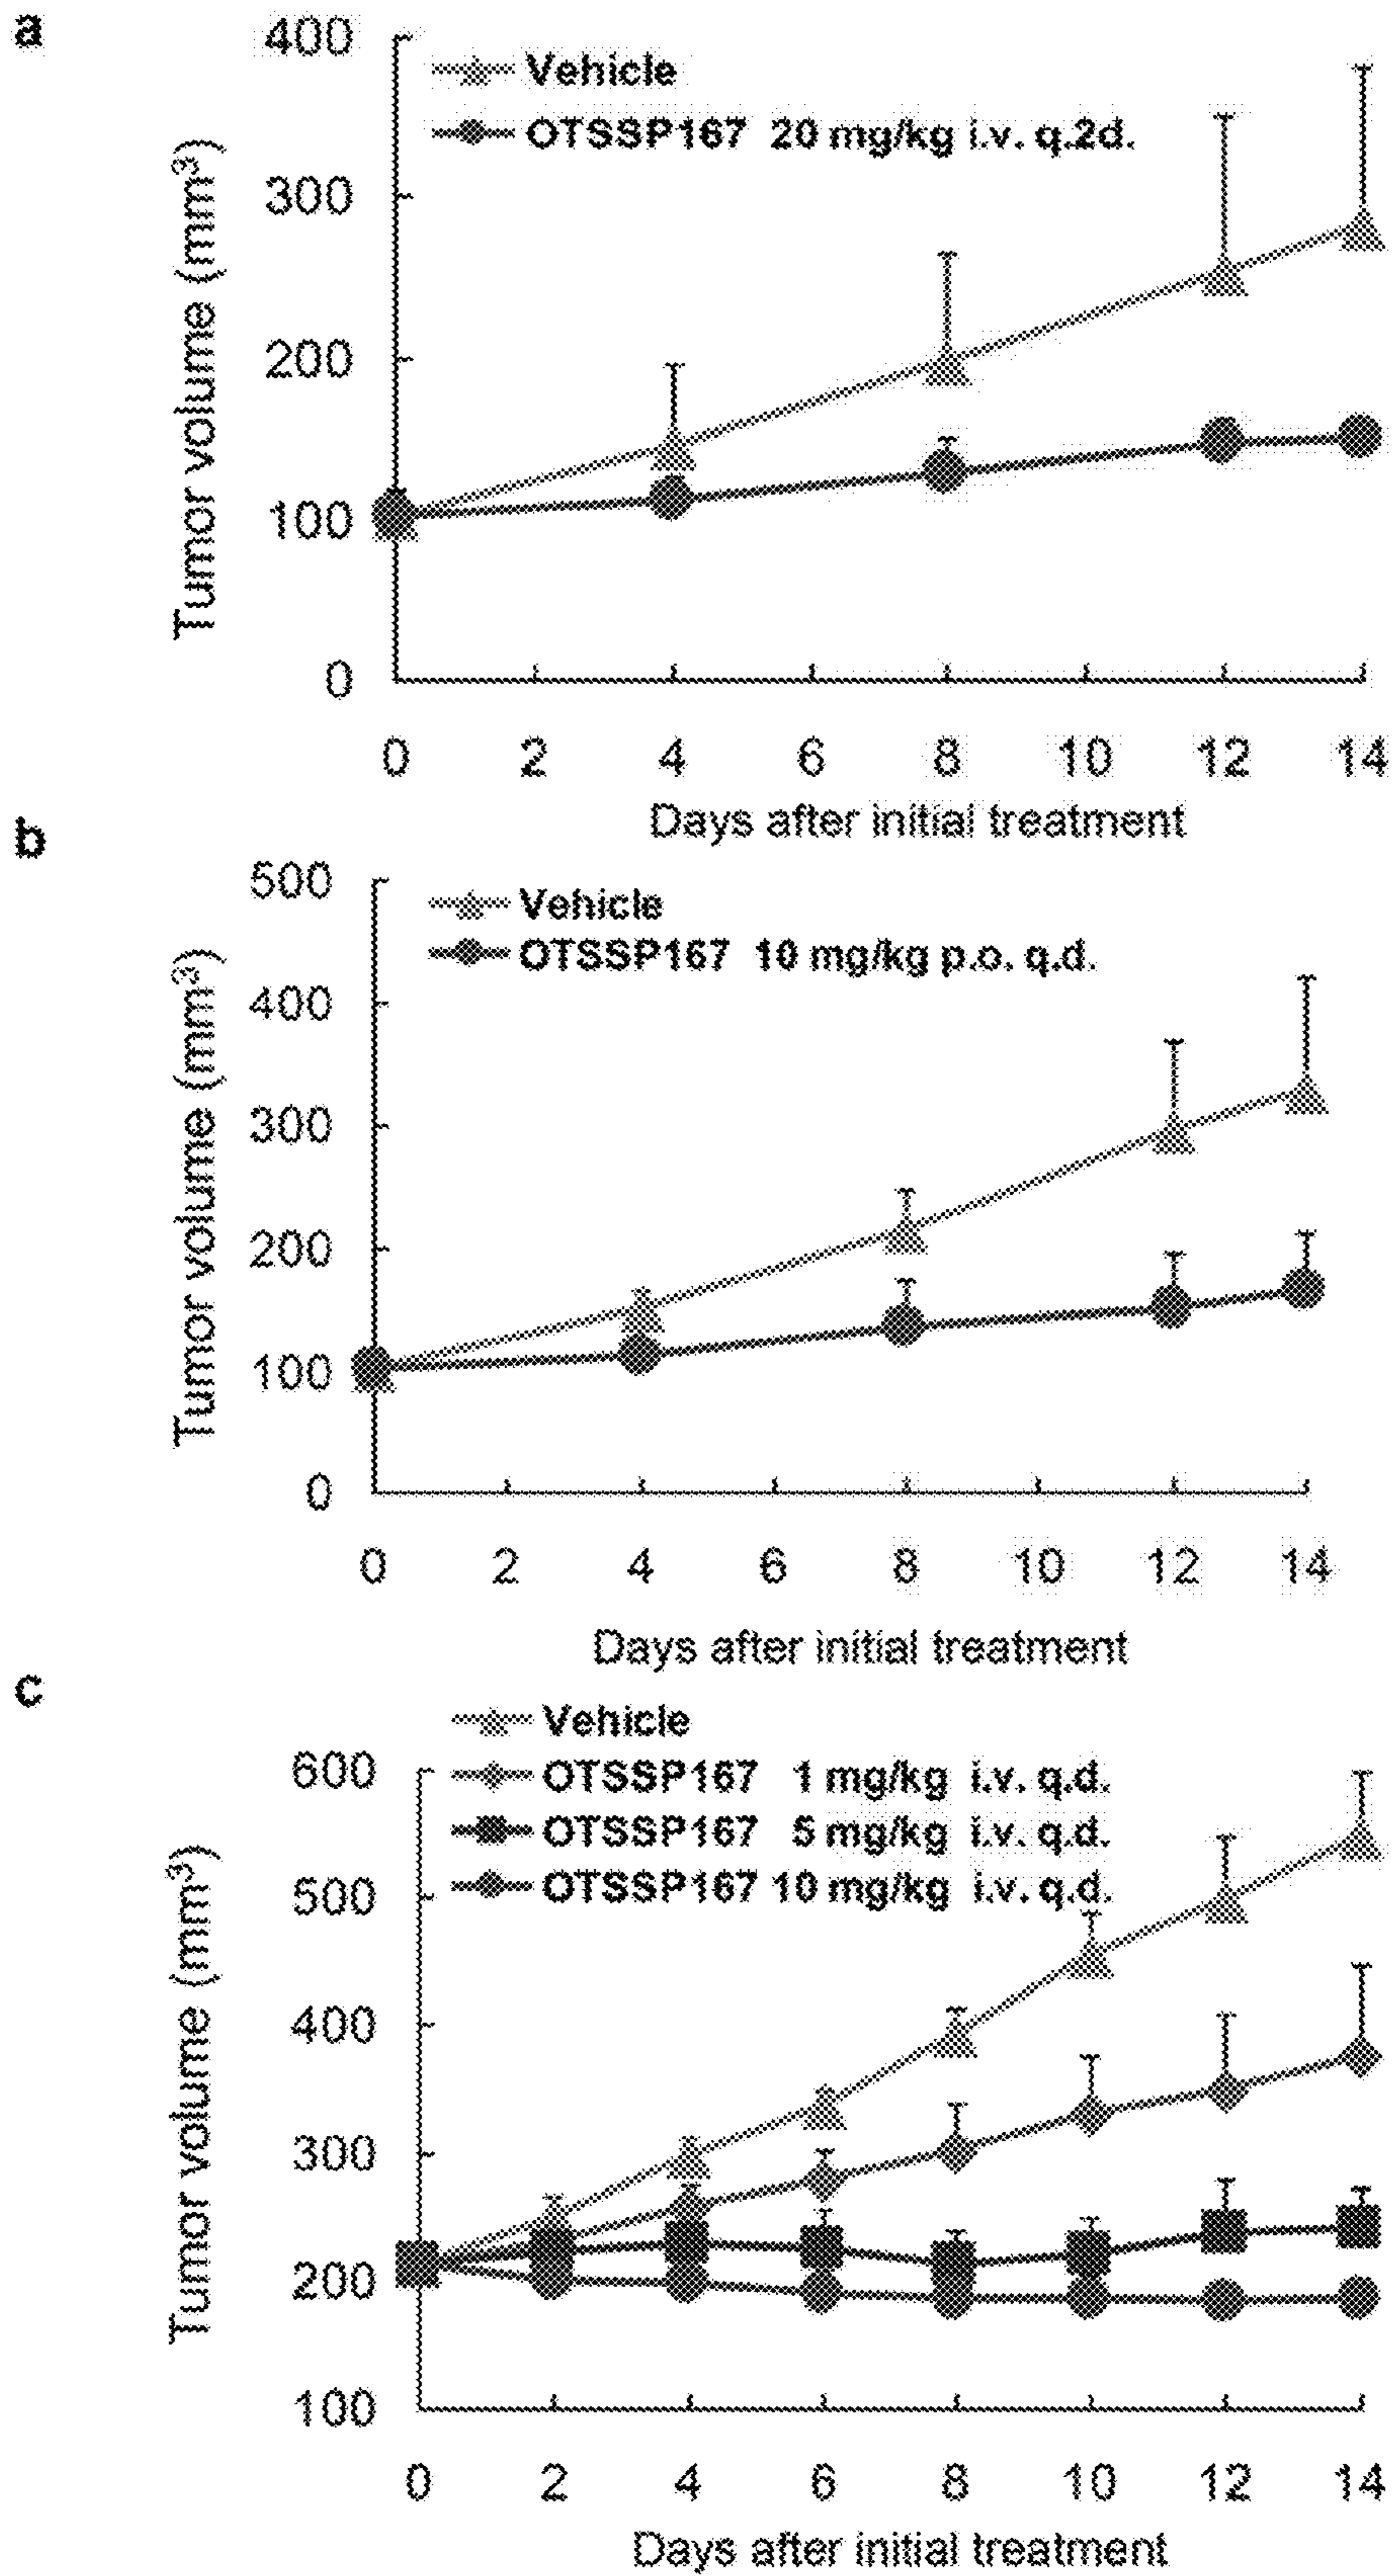 a
400
300
200
100
0
Tumor volume (mm³)
Vehicle
OTSSP167 20 mg/kg i.v. q.2d.
0 2 4 6 8 10 12 14
Days after initial treatment
b
500
400
300
200
100
0
Tumor volume (mm³)
Vehicle
OTSSP167 10 mg/kg p.o. q.d.
0 2 4 6 8 10 12 14
Days after initial treatment
c
600
500
400
300
200
100
Tumor volume (mm³)
Vehicle
OTSSP167 1 mg/kg i.v. q.d.
OTSSP167 5 mg/kg i.v. q.d.
OTSSP167 10 mg/kg i.v. q.d.
0 2 4 6 8 10 12 14
Days after initial treatment